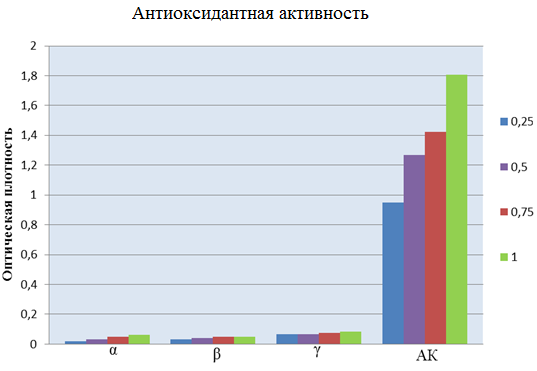 Антиоксидантная активность
Оптическая плотность
2
1,8
1,6
1,4
1,2
1
0,8
0,6
0,4
0,2
0
α
β
γ
АК
0,25
0,5
0,75
1